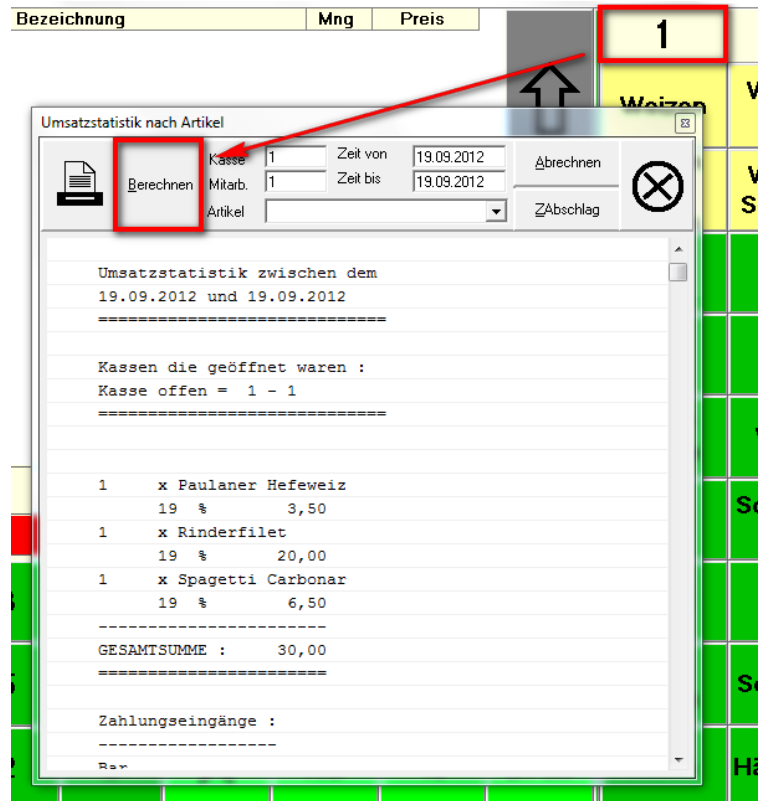 Bezeichnung Mng Preis
1
Weizen
Umsatzstatistik nach Artikel
Berechnen
Kasse 1 Zeit von 19.09.2012
Mitarb. 1 Zeit bis 19.09.2012
Artikel
Abrechnen
ZAbschlag
Umsatzstatistik zwischen dem
19.09.2012 und 19.09.2012
=============================
Kassen die geöffnet waren :
Kasse offen = 1 - 1
=============================
1 x Paulaner Hefeweiz
19 % 3,50
1 x Rinderfilet
19 % 20,00
1 x Spagetti Carbonar
19 % 6,50
-----------------------
GESAMTSUMME : 30,00
=======================
Zahlungseingänge :
------------------
Bar